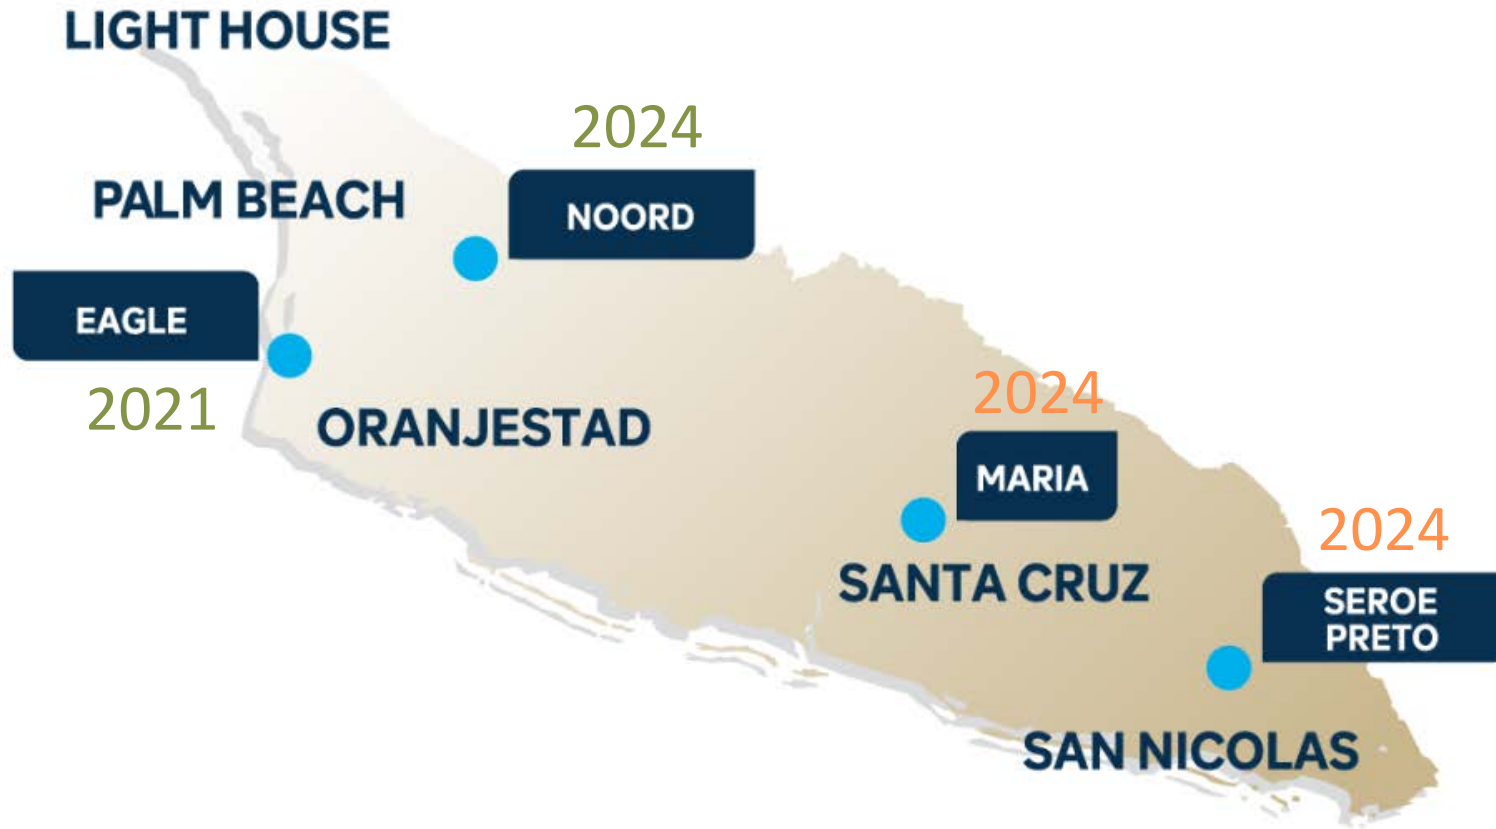 LIGHT HOUSE
2024
PALM BEACH
NOORD
EAGLE
2021
ORANJESTAD
2024
MARIA
2024
SANTA CRUZ
SEROE
PRETO
SAN NICOLAS